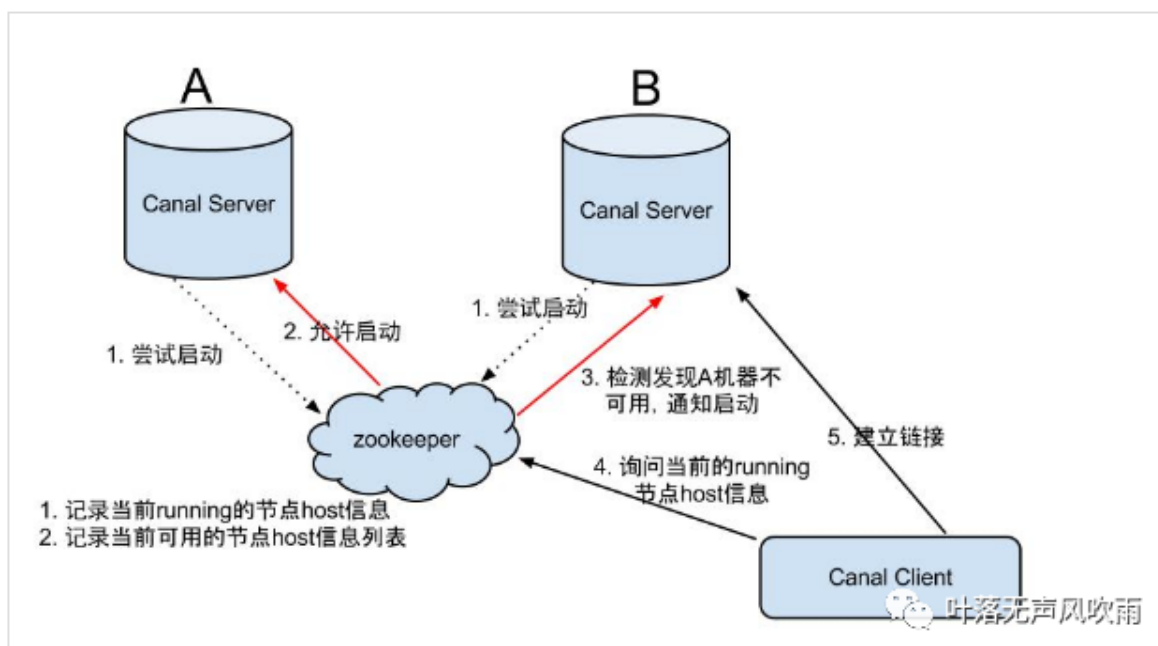 A
B
Canal Server
Canal Server
1. 尝试启动
2. 允许启动
1. 尝试启动
3. 检测发现A机器不
可用, 通知启动
zookeeper
5. 建立链接
4. 询问当前的running
节点host信息
1. 记录当前running的节点host信息
2. 记录当前可用的节点host信息列表
Canal Client
叶落无声风吹雨